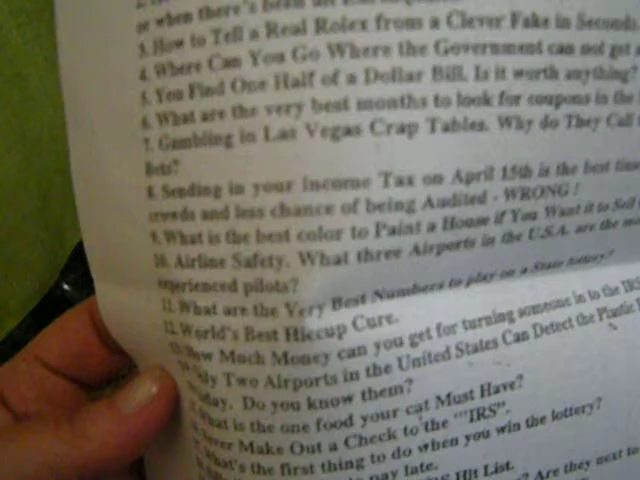 or when there's been
3. How to Tell a Real Rolex from a Clever Fake in Seconds
4. Where Can You Go Where the Government can not get
5. You Find One Half of a Dollar Bill. Is it worth anything?
6. What are the very best months to look for coupons in the
7. Gambling in Las Vegas Crap Tables. Why do They Call
Bets?
8. Sending in your Income Tax on April 15th is the best time
crowds and less chance of being Audited - WRONG !
9. What is the best color to Paint a House if You Want it to Sell
10. Airline Safety. What three Airports in the U.S.A. are the
experienced pilots?
11. What are the Very Best Numbers to play on a State lottery?
12. World's Best Hiccup Cure.
How Much Money can you get for turning someone in to the IRS
Only Two Airports in the United States Can Detect the Plastic
today. Do you know them?
What is the one food your cat Must Have?
Never Make Out a Check to the "IRS".
What's the first thing to do when you win the lottery?
pay late.
Hit List.
Are they next to